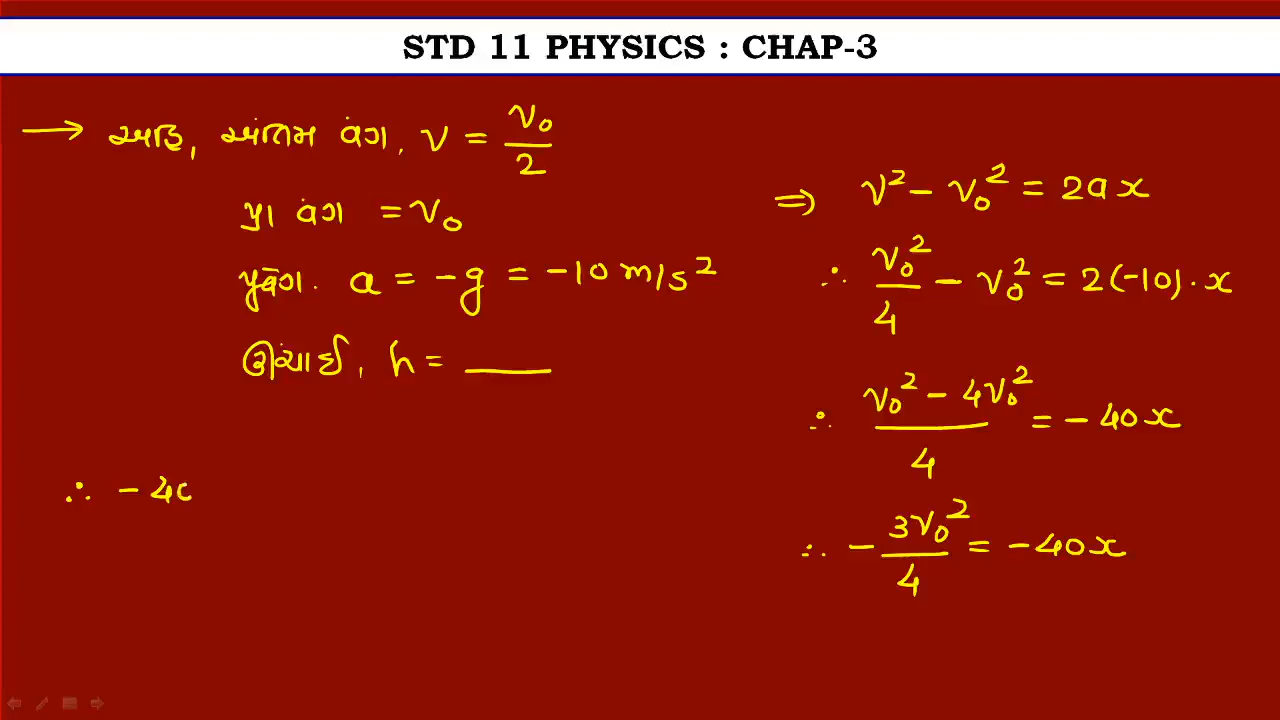 STD 11 PHYSICS : CHAP-3
→ અહિં, અંતિમ વેગ, v = v₀/2
પ્રા વેગ = v₀
પ્રવેગ. a = -g = -10 m/s²
ઊંચાઈ, h = ____
∴ - 40
⇒ v² - v₀² = 2ax
∴ v₀²/4 - v₀² = 2(-10)·x
∴ (v₀² - 4v₀²)/4 = - 40x
∴ - 3v₀²/4 = - 40x